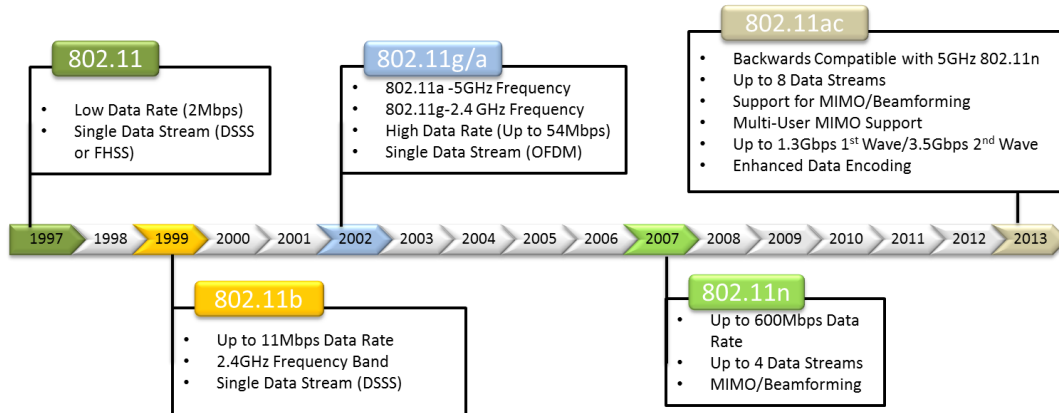 802.11
• Low Data Rate (2Mbps)
• Single Data Stream (DSSS
or FHSS)
802.11g/a
• 802.11a -5GHz Frequency
• 802.11g-2.4 GHz Frequency
• High Data Rate (Up to 54Mbps)
• Single Data Stream (OFDM)
802.11ac
• Backwards Compatible with 5GHz 802.11n
• Up to 8 Data Streams
• Support for MIMO/Beamforming
• Multi-User MIMO Support
• Up to 1.3Gbps 1st Wave/3.5Gbps 2nd Wave
• Enhanced Data Encoding
1997 1998 1999 2000 2001 2002 2003 2004 2005 2006 2007 2008 2009 2010 2011 2012 2013
802.11b
• Up to 11Mbps Data Rate
• 2.4GHz Frequency Band
• Single Data Stream (DSSS)
802.11n
• Up to 600Mbps Data
Rate
• Up to 4 Data Streams
• MIMO/Beamforming